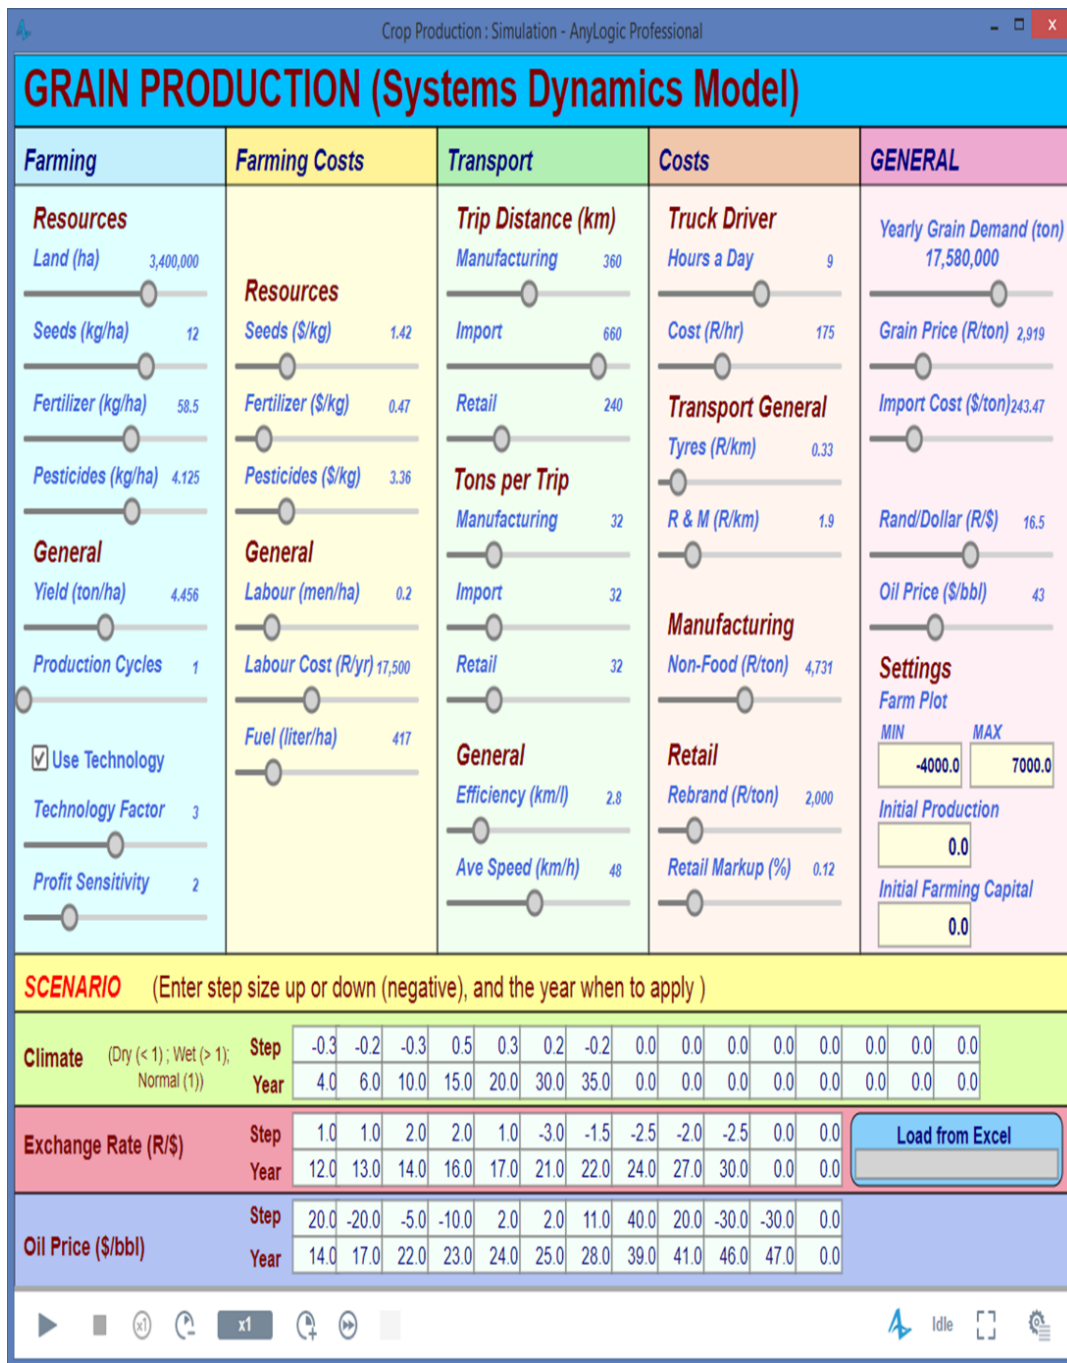 Crop Production : Simulation - AnyLogic Professional
GRAIN PRODUCTION (Systems Dynamics Model)
Farming
Resources
Land (ha) 3,400,000
Seeds (kg/ha) 12
Fertilizer (kg/ha) 58.5
Pesticides (kg/ha) 4.125
General
Yield (ton/ha) 4.456
Production Cycles 1
Use Technology
Technology Factor 3
Profit Sensitivity 2
Farming Costs
Resources
Seeds ($/kg) 1.42
Fertilizer ($/kg) 0.47
Pesticides ($/kg) 3.36
General
Labour (men/ha) 0.2
Labour Cost (R/yr) 17,500
Fuel (liter/ha) 417
Transport
Trip Distance (km)
Manufacturing 360
Import 660
Retail 240
Tons per Trip
Manufacturing 32
Import 32
Retail 32
General
Efficiency (km/l) 2.8
Ave Speed (km/h) 48
Costs
Truck Driver
Hours a Day 9
Cost (R/hr) 175
Transport General
Tyres (R/km) 0.33
R & M (R/km) 1.9
Manufacturing
Non-Food (R/ton) 4,731
Retail
Rebrand (R/ton) 2,000
Retail Markup (%) 0.12
GENERAL
Yearly Grain Demand (ton)
17,580,000
Grain Price (R/ton) 2,919
Import Cost ($/ton) 243.47
Rand/Dollar (R/$) 16.5
Oil Price ($/bbl) 43
Settings
Farm Plot
MIN MAX
-4000.0 7000.0
Initial Production
0.0
Initial Farming Capital
0.0
SCENARIO (Enter step size up or down (negative), and the year when to apply )
Climate (Dry (< 1) ; Wet (> 1);
Normal (1))
Step -0.3 -0.2 -0.3 0.5 0.3 0.2 -0.2 0.0 0.0 0.0 0.0 0.0 0.0 0.0 0.0
Year 4.0 6.0 10.0 15.0 20.0 30.0 35.0 0.0 0.0 0.0 0.0 0.0 0.0 0.0 0.0
Exchange Rate (R/$)
Step 1.0 1.0 2.0 2.0 1.0 -3.0 -1.5 -2.5 -2.0 -2.5 0.0 0.0
Year 12.0 13.0 14.0 16.0 17.0 21.0 22.0 24.0 27.0 30.0 0.0 0.0
Load from Excel
Oil Price ($/bbl)
Step 20.0 -20.0 -5.0 -10.0 2.0 2.0 11.0 40.0 20.0 -30.0 -30.0 0.0
Year 14.0 17.0 22.0 23.0 24.0 25.0 28.0 39.0 41.0 46.0 47.0 0.0
x1 x1 Idle